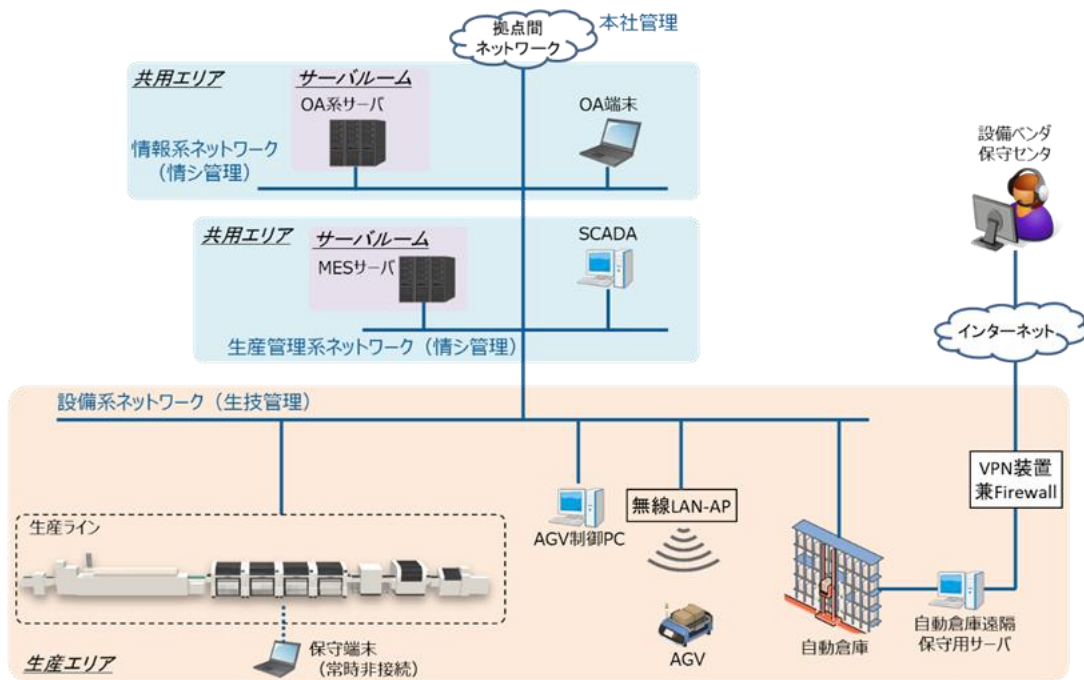 拠点間
ネットワーク
本社管理
共用エリア
サーバルーム
OA系サーバ
OA端末
情報系ネットワーク
(情シ管理)
設備ベンダ
保守センタ
共用エリア
サーバルーム
MESサーバ
SCADA
生産管理系ネットワーク(情シ管理)
インターネット
設備系ネットワーク(生技管理)
VPN装置
兼Firewall
生産ライン
AGV制御PC
無線LAN-AP
保守端末
(常時非接続)
AGV
自動倉庫
自動倉庫遠隔
保守用サーバ
生産エリア